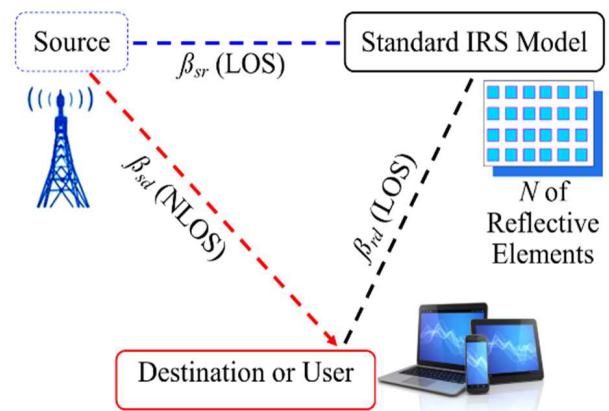 Source
Standard IRS Model
βsr (LOS)
βsd (NLOS)
βrd (LOS)
N of
Reflective
Elements
Destination or User